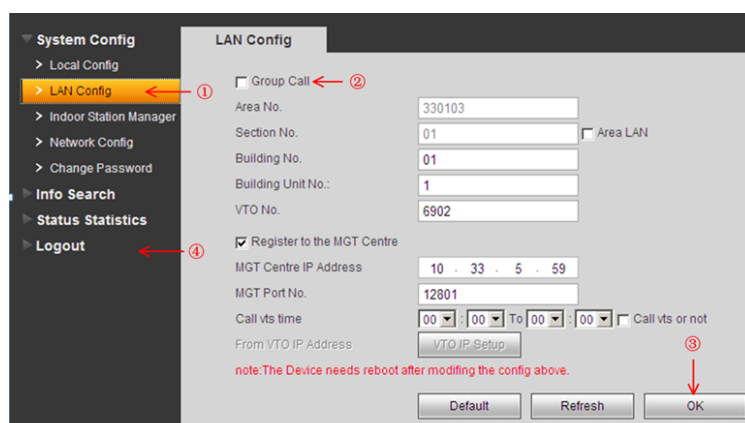 System Config
> Local Config
> LAN Config
①
> Indoor Station Manager
> Network Config
> Change Password
Info Search
Status Statistics
Logout
④
LAN Config
Group Call
②
Area No.
330103
Section No.
01
Area LAN
Building No.
01
Building Unit No.:
1
VTO No.
6902
Register to the MGT Centre
MGT Centre IP Address
10 . 33 . 5 . 59
MGT Port No.
12801
Call vts time
00 : 00 To 00 : 00
Call vts or not
From VTO IP Address
VTO IP Setup
③
note:The Device needs reboot after modifing the config above.
Default
Refresh
OK